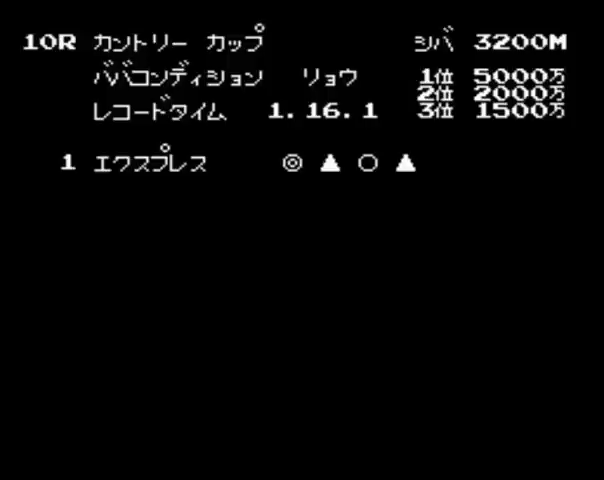 10R カントリー カップ シバ 3200M
ババコンディション リョウ 1位 5000万
2位 2000万
レコードタイム 1.16.1 3位 1500万
1 エクスプレス ◎ ▲ ○ ▲